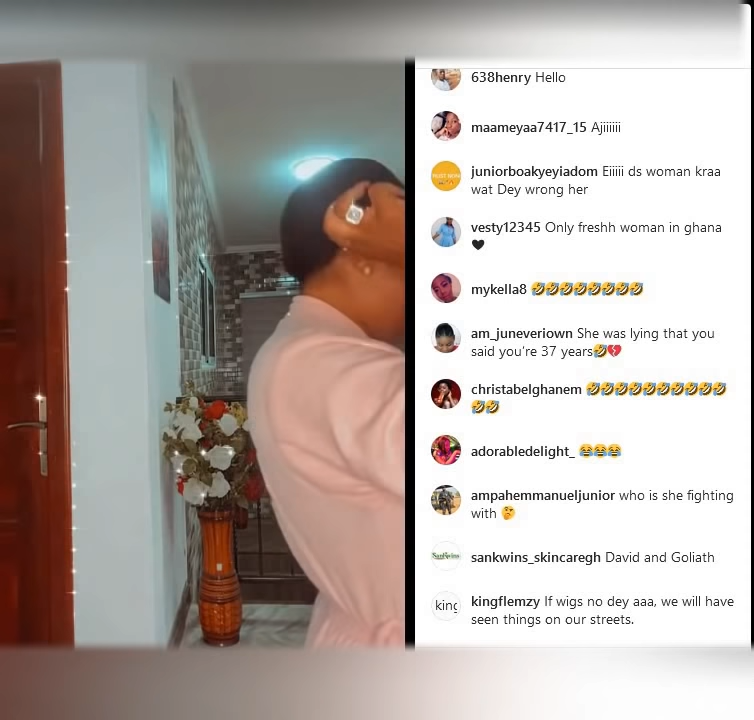 638henry Hello
maameyaa7417_15 Ajiiiiii
juniorboakyeyiadom Eiiiii ds woman kraa
wat Dey wrong her
vesty12345 Only freshh woman in ghana
🖤
mykella8 🤣🤣🤣🤣🤣🤣🤣🤣
am_juneveriown She was lying that you
said you're 37 years🤣💔
christabelghanem 🤣🤣🤣🤣🤣🤣🤣🤣🤣🤣
🤣🤣
adorabledelight_ 😂😂😂
ampahemmanueljunior who is she fighting
with 🤔
sankwins_skincaregh David and Goliath
kingflemzy If wigs no dey aaa, we will have
seen things on our streets.
king